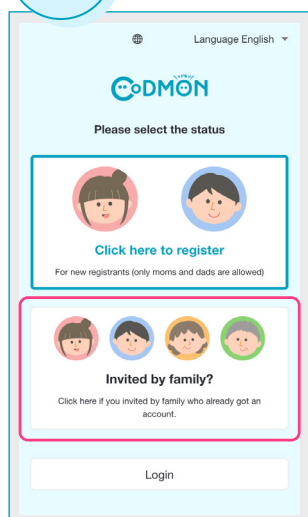 Language English
CoDMON
Please select the status
Click here to register
For new registrants (only moms and dads are allowed)
Invited by family?
Click here if you invited by family who already got an
account.
Login